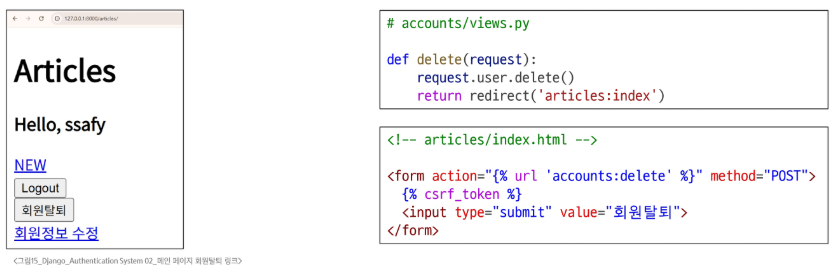 127.0.0.1:8000/articles/
Articles
Hello, ssafy
NEW
Logout
회원탈퇴
회원정보 수정
<그림15_Django_Authentication System 02_메인 페이지 회원탈퇴 링크>
# accounts/views.py
def delete(request):
    request.user.delete()
    return redirect('articles:index')
<!-- articles/index.html -->
<form action="{% url 'accounts:delete' %}" method="POST">
  {% csrf_token %}
  <input type="submit" value="회원탈퇴">
</form>